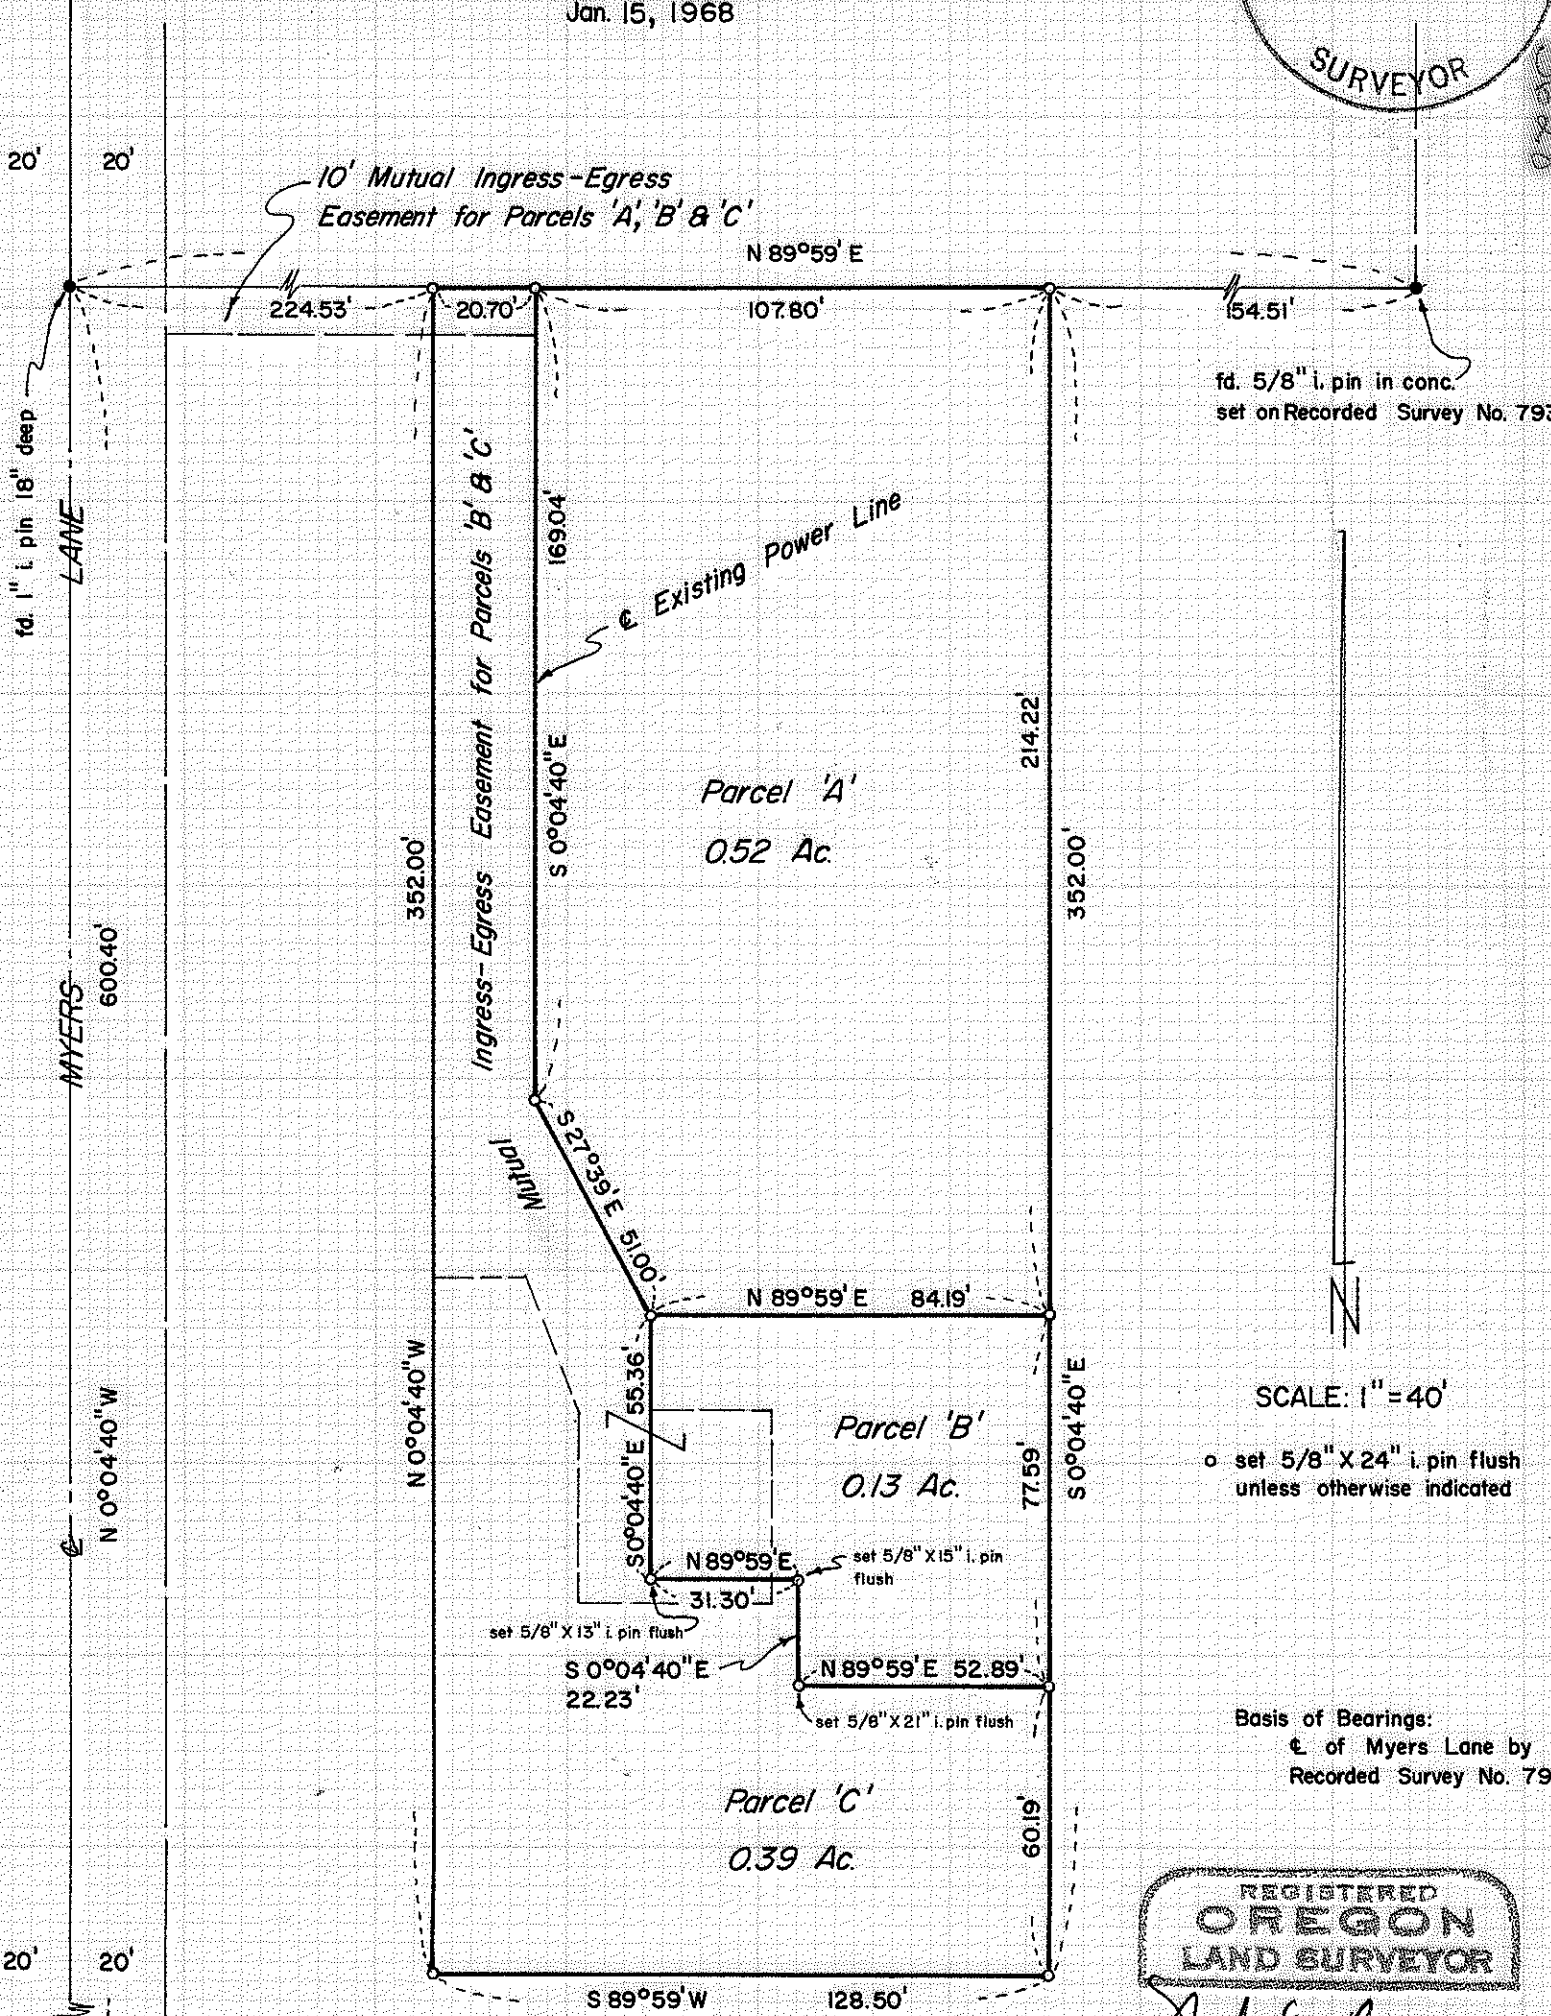 Jan. 15, 1968
SURVEYOR
20' 20'
10' Mutual Ingress-Egress
Easement for Parcels 'A', 'B' & 'C'
N 89°59' E
224.53' 20.70' 107.80' 154.51'
fd. 5/8" i. pin in conc.
set on Recorded Survey No. 793
fd. 1" i. pin 18" deep
MYERS LANE
600.40'
N 0°04'40" W
℄
352.00'
N 0°04'40" W
Mutual Ingress-Egress Easement for Parcels 'B' & 'C'
169.04'
S 0°04'40" E
℄ Existing Power Line
Parcel 'A'
0.52 Ac.
214.22'
352.00'
S 0°04'40" E
S 27°39' E 51.00'
N 89°59' E 84.19'
N
SCALE: 1" = 40'
o set 5/8" X 24" i. pin flush
unless otherwise indicated
S 0°04'40" E 55.36'
Parcel 'B'
0.13 Ac.
77.59'
N 89°59' E
31.30'
set 5/8" X 15" i. pin
flush
set 5/8" X 13" i. pin flush
S 0°04'40" E
22.23'
N 89°59' E 52.89'
set 5/8" X 21" i. pin flush
Basis of Bearings:
℄ of Myers Lane by
Recorded Survey No. 79
Parcel 'C'
0.39 Ac.
60.19'
REGISTERED
OREGON
LAND SURVEYOR
20' 20'
S 89°59' W 128.50'